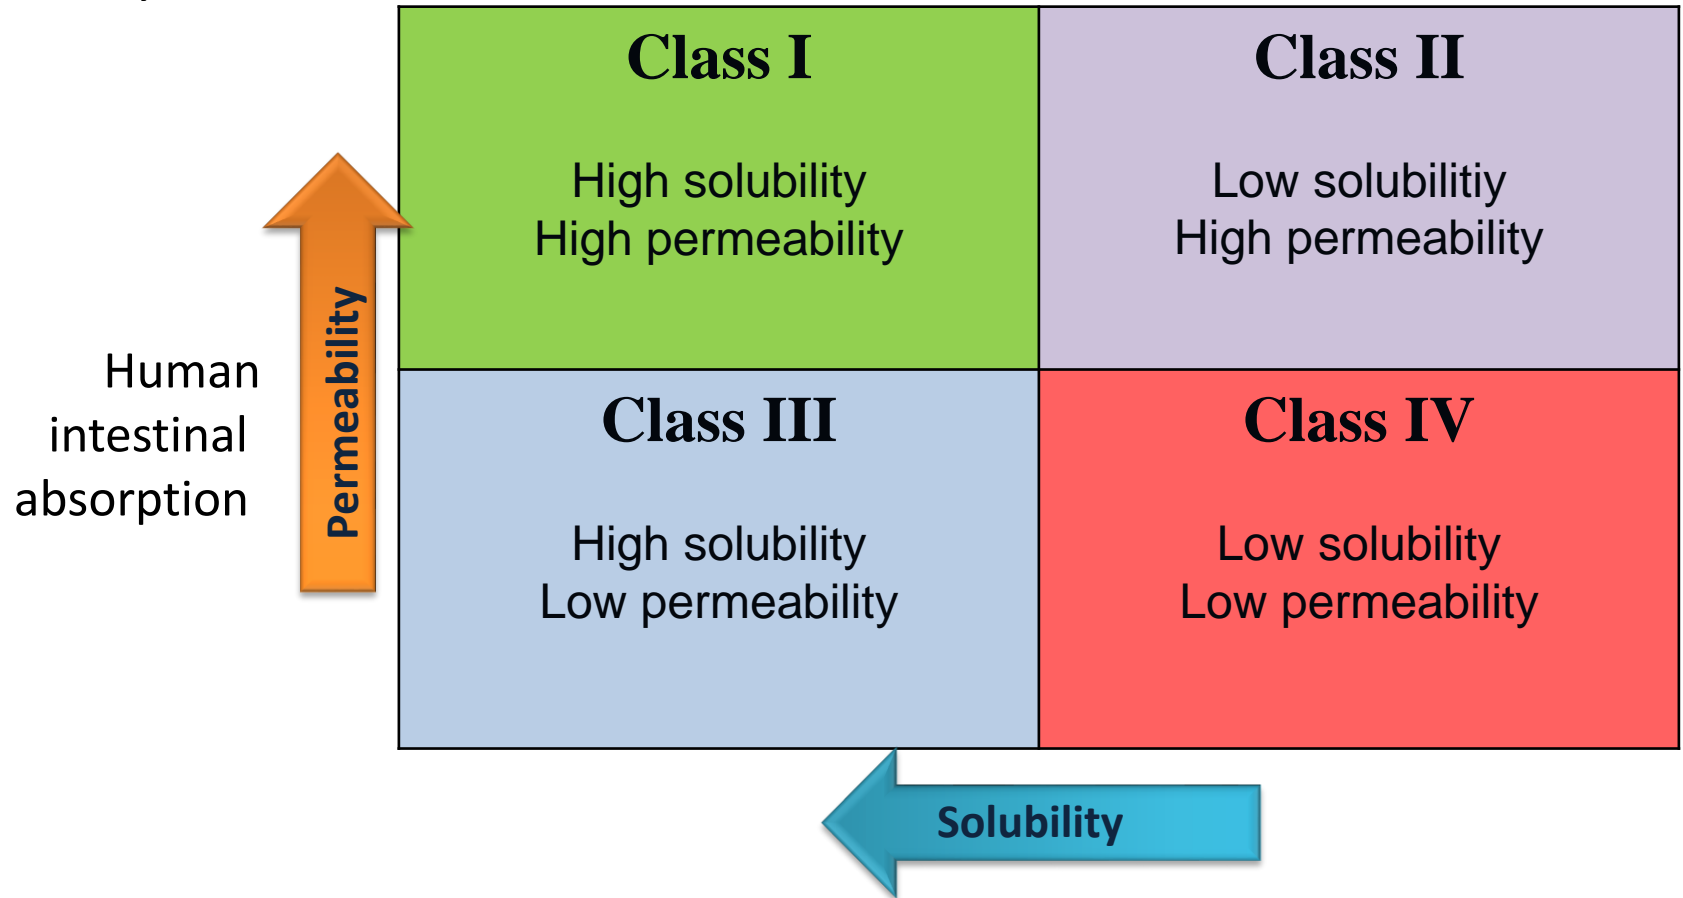 Class I
High solubility
High permeability
Class II
Low solubilitiy
High permeability
Permeability
Human
intestinal
absorption
Class III
High solubility
Low permeability
Class IV
Low solubility
Low permeability
Solubility